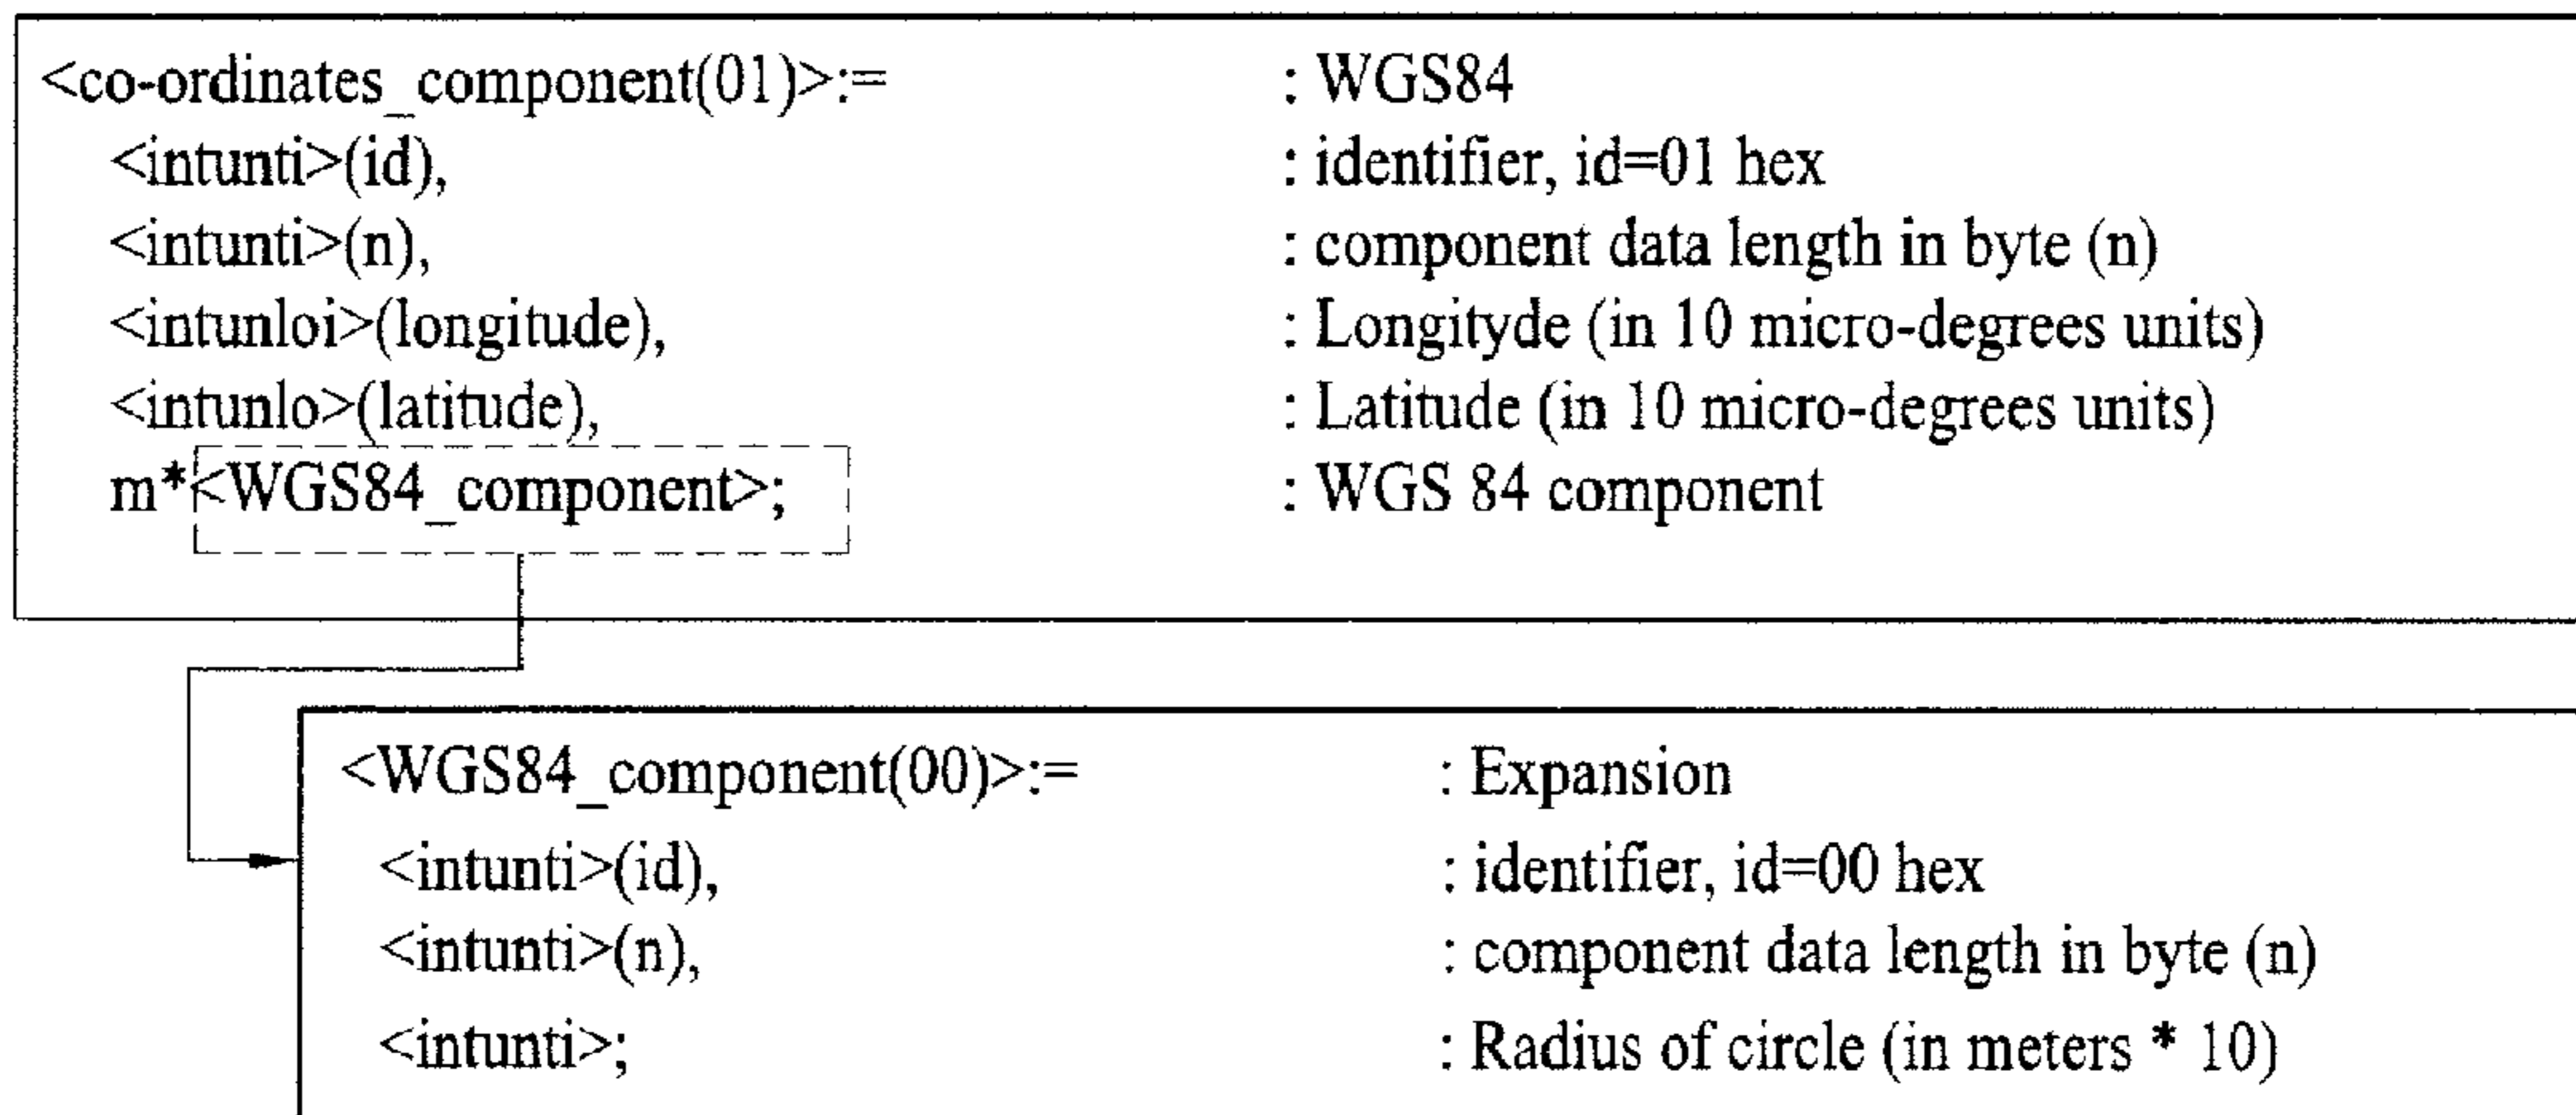 <co-ordinates_component(01)>:= : WGS84
<intunti>(id), : identifier, id=01 hex
<intunti>(n), : component data length in byte (n)
<intunloi>(longitude), : Longityde (in 10 micro-degrees units)
<intunlo>(latitude), : Latitude (in 10 micro-degrees units)
m*<WGS84_component>; : WGS 84 component
<WGS84_component(00)>:= : Expansion
<intunti>(id), : identifier, id=00 hex
<intunti>(n), : component data length in byte (n)
<intunti>; : Radius of circle (in meters * 10)